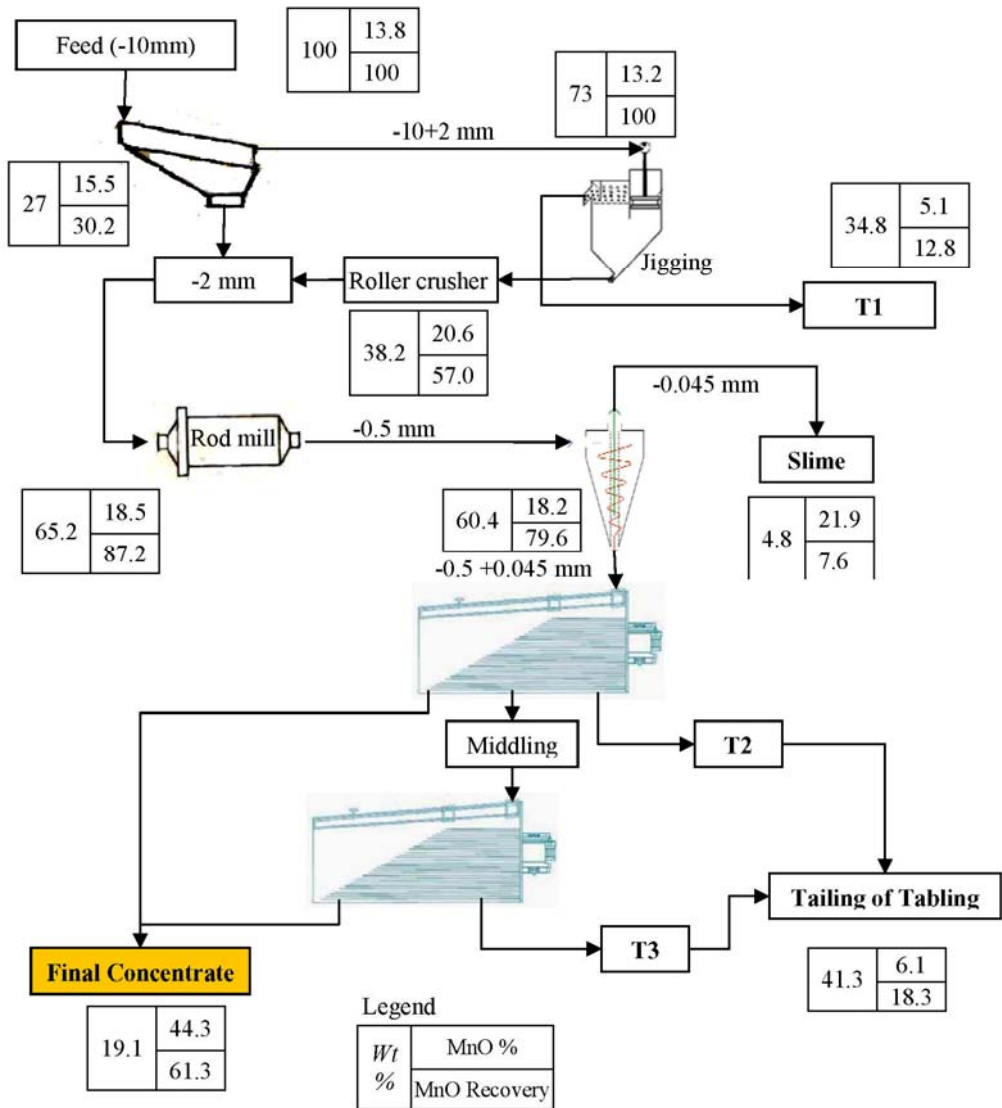 Feed (-10mm)
100
13.8
100
73
13.2
100
-10+2 mm
27
15.5
30.2
34.8
5.1
12.8
Jigging
-2 mm
Roller crusher
T1
38.2
20.6
57.0
-0.045 mm
Rod mill
-0.5 mm
Slime
65.2
18.5
87.2
60.4
18.2
79.6
4.8
21.9
7.6
-0.5 +0.045 mm
Middling
T2
Tailing of Tabling
T3
Final Concentrate
41.3
6.1
18.3
19.1
44.3
61.3
Legend
Wt
%
MnO %
MnO Recovery